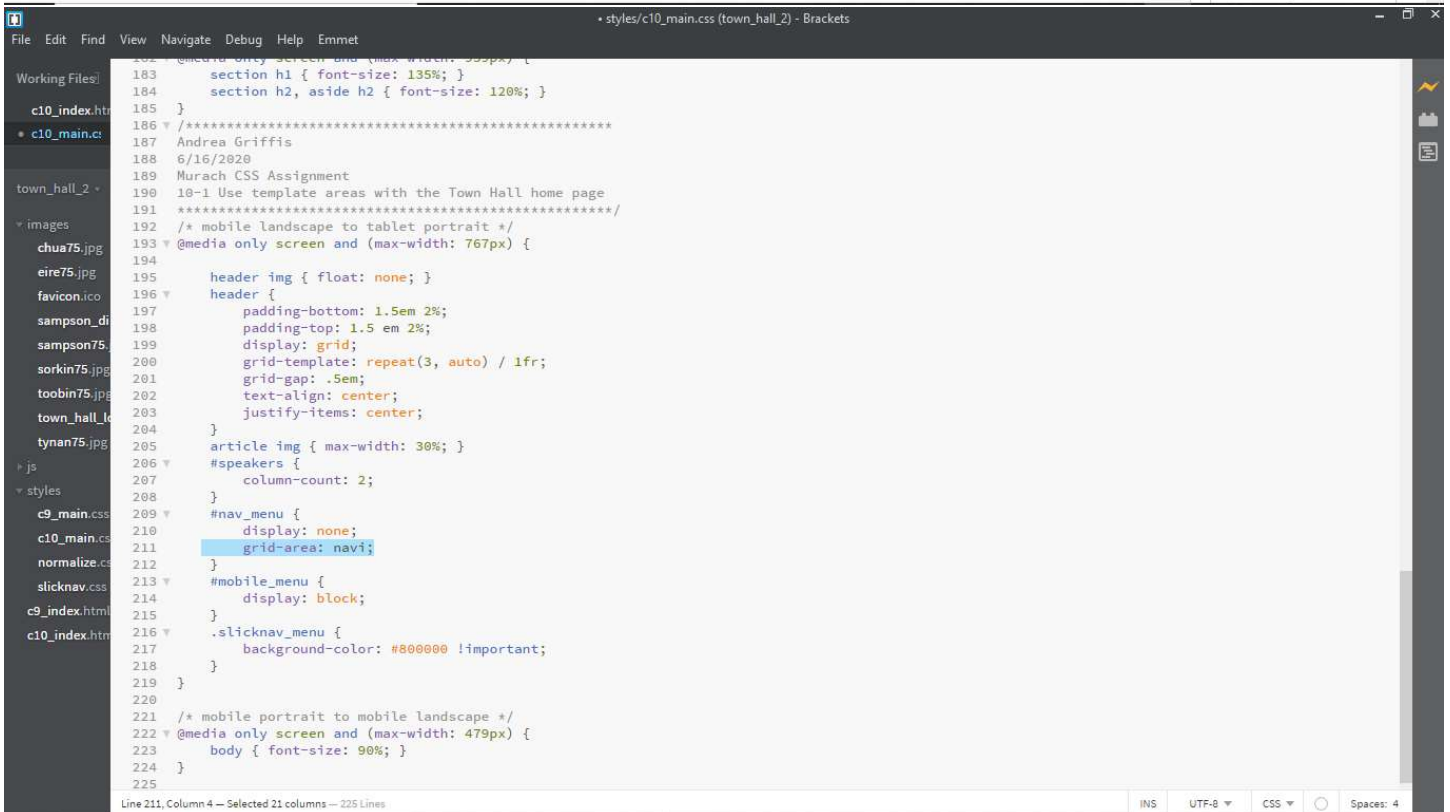 • styles/c10_main.css (town_hall_2) - Brackets
File Edit Find View Navigate Debug Help Emmet
Working Files
c10_index.htm
• c10_main.cs
town_hall_2
images
chua75.jpg
eire75.jpg
favicon.ico
sampson_di
sampson75.
sorkin75.jpg
toobin75.jpg
town_hall_lo
tynan75.jpg
js
styles
c9_main.css
c10_main.cs
normalize.cs
slicknav.css
c9_index.html
c10_index.htm
182 @media only screen and (max-width: 959px) {
183 section h1 { font-size: 135%; }
184 section h2, aside h2 { font-size: 120%; }
185 }
186 /****************************************************
187 Andrea Griffis
188 6/16/2020
189 Murach CSS Assignment
190 10-1 Use template areas with the Town Hall home page
191 *****************************************************/
192 /* mobile landscape to tablet portrait */
193 @media only screen and (max-width: 767px) {
194
195 header img { float: none; }
196 header {
197 padding-bottom: 1.5em 2%;
198 padding-top: 1.5 em 2%;
199 display: grid;
200 grid-template: repeat(3, auto) / 1fr;
201 grid-gap: .5em;
202 text-align: center;
203 justify-items: center;
204 }
205 article img { max-width: 30%; }
206 #speakers {
207 column-count: 2;
208 }
209 #nav_menu {
210 display: none;
211 grid-area: navi;
212 }
213 #mobile_menu {
214 display: block;
215 }
216 .slicknav_menu {
217 background-color: #800000 !important;
218 }
219 }
220
221 /* mobile portrait to mobile landscape */
222 @media only screen and (max-width: 479px) {
223 body { font-size: 90%; }
224 }
225
Line 211, Column 4 — Selected 21 columns — 225 Lines
INS UTF-8 CSS Spaces: 4